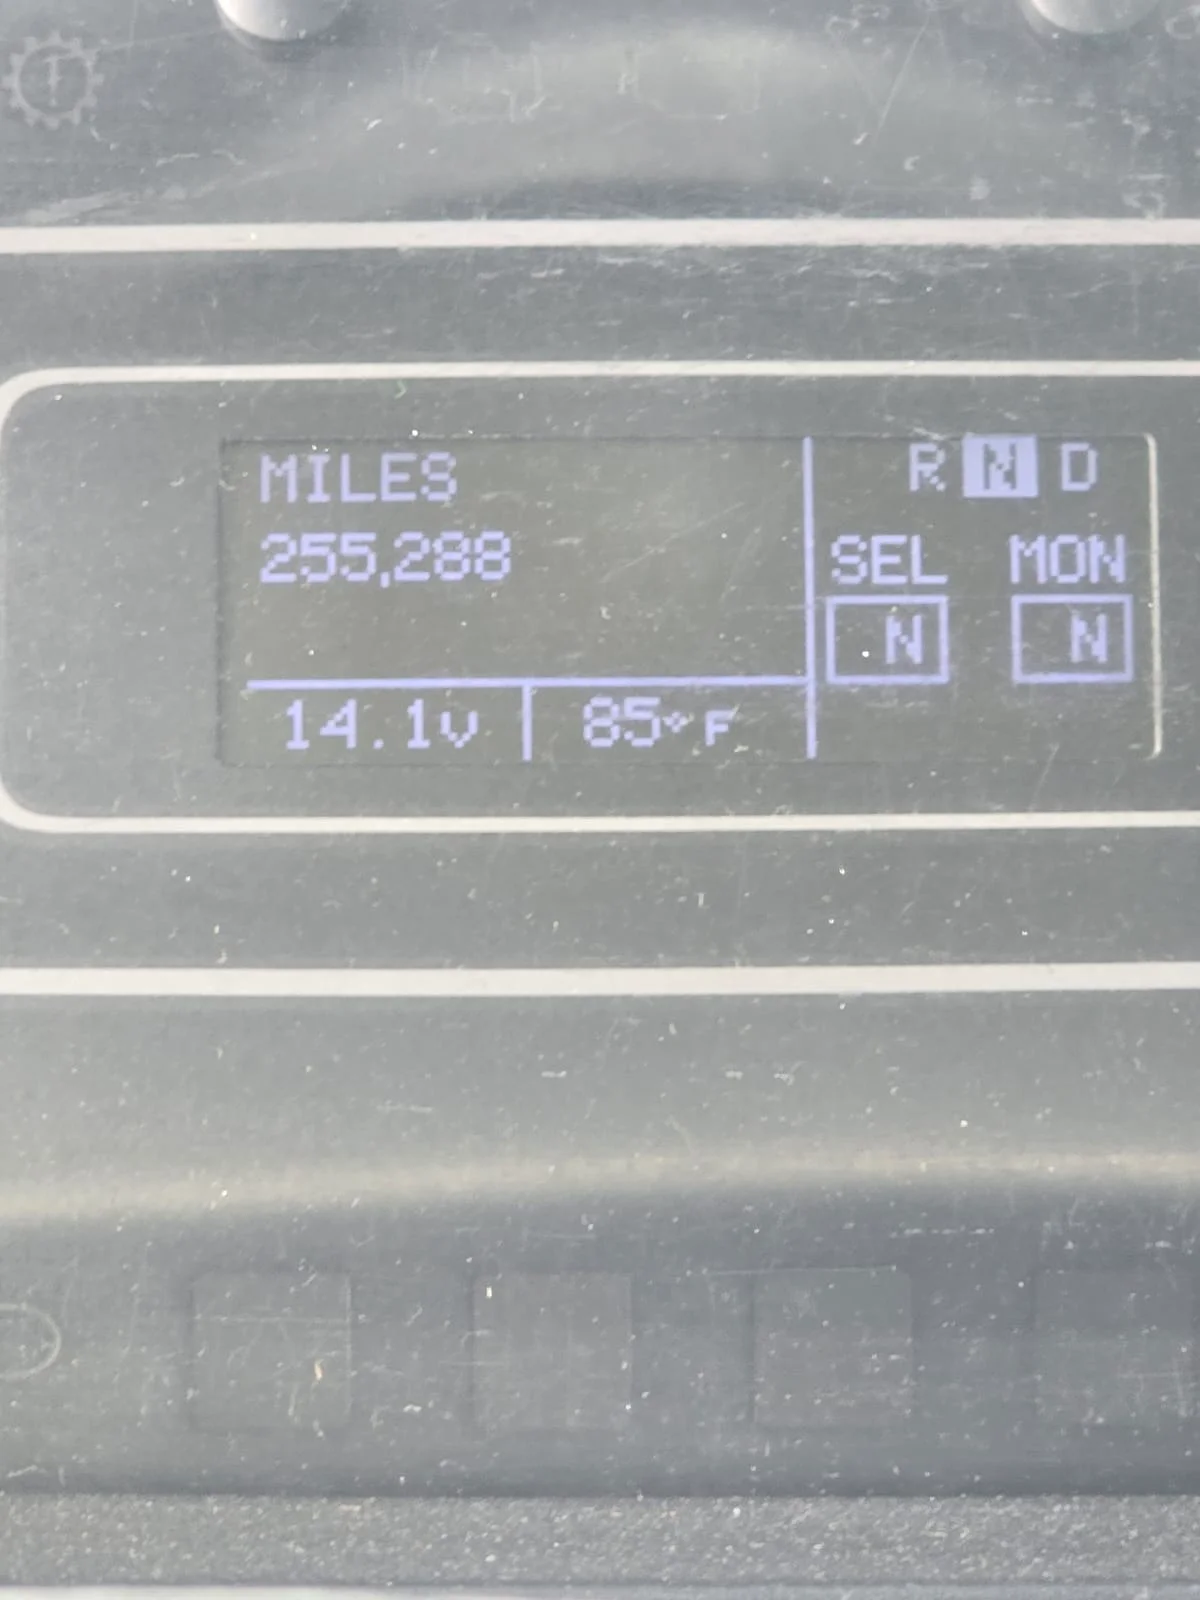 MILES
255,288
14.1V
85°F
R N D
SEL MON
N N